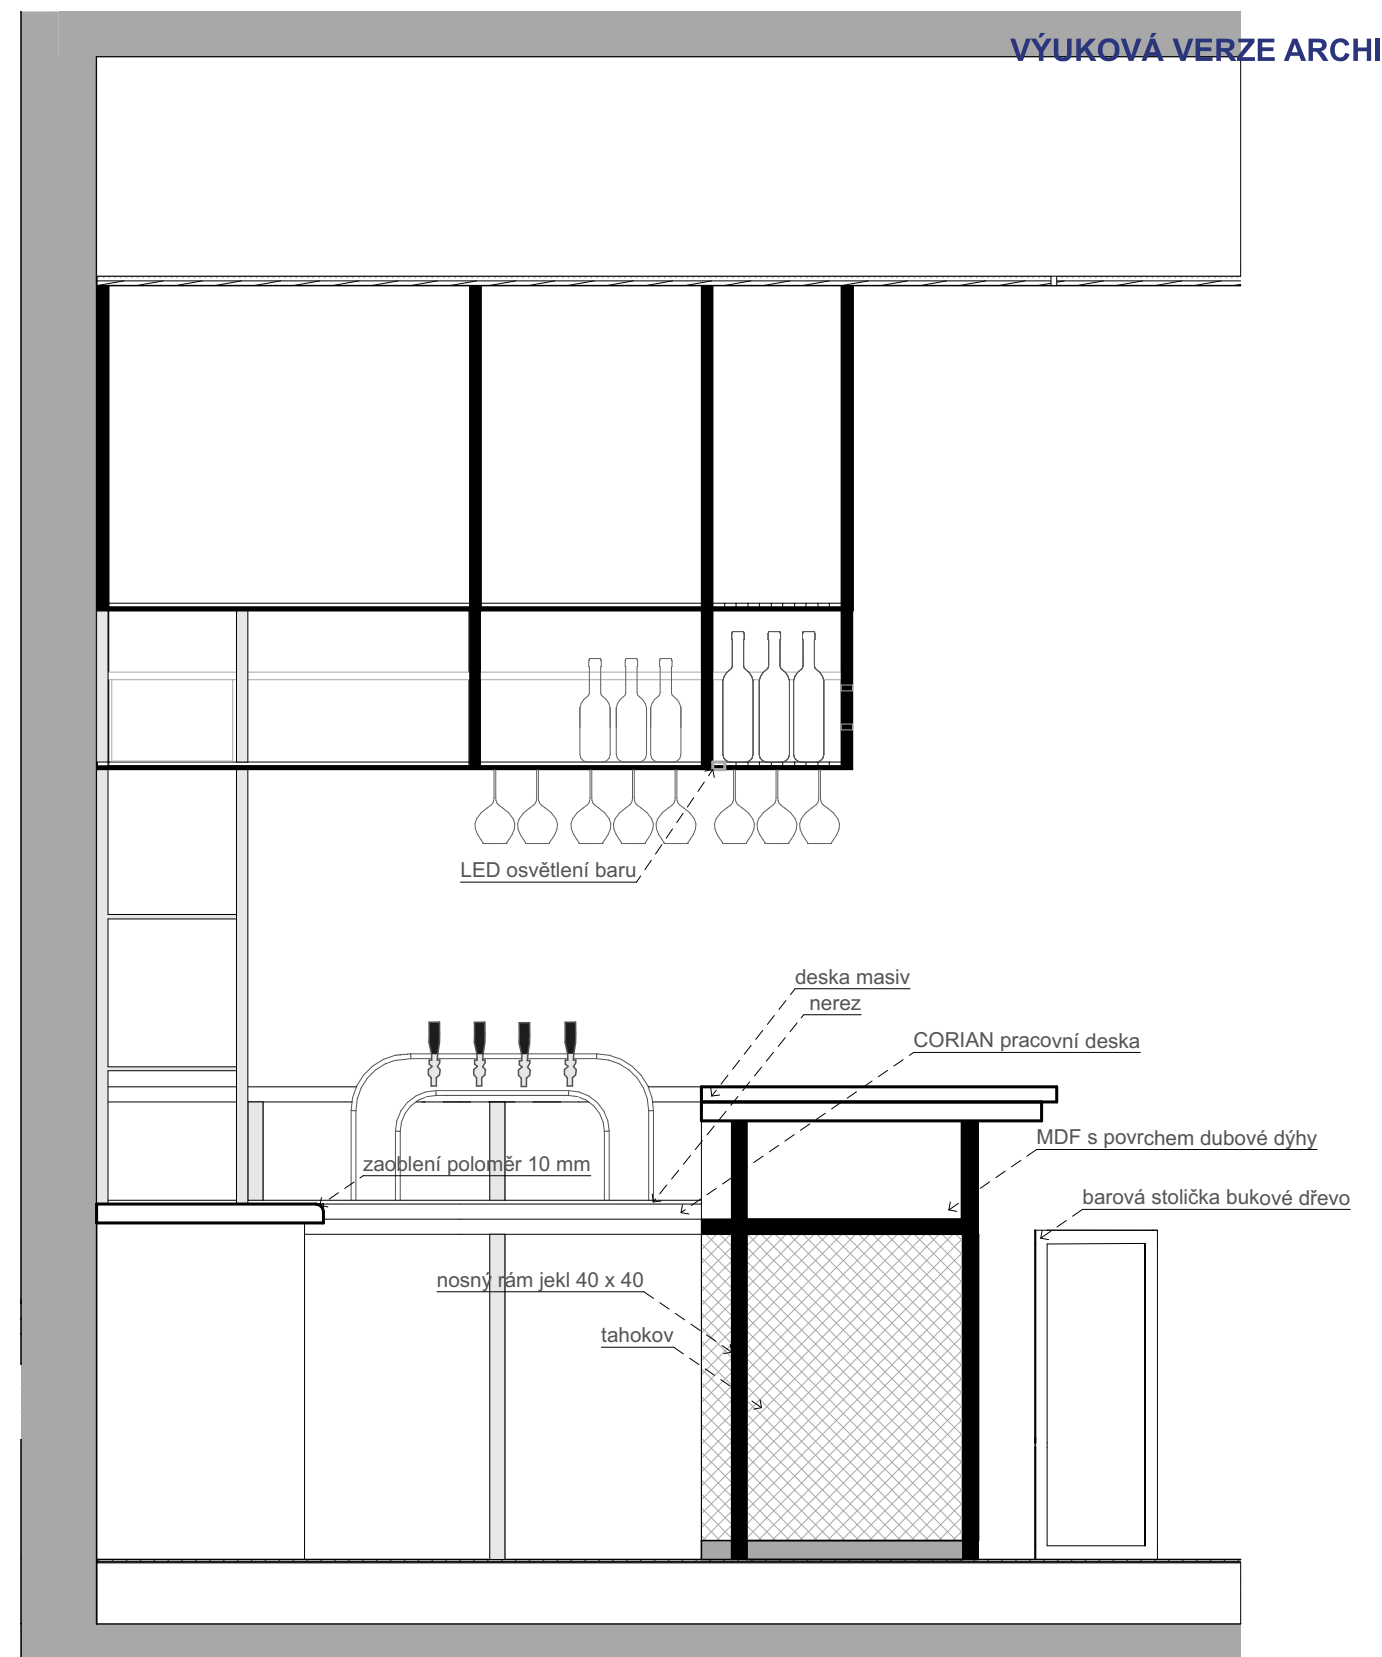 VÝUKOVÁ VERZE ARCHI
LED osvětlení baru
deska masiv
nerez
CORIAN pracovní deska
MDF s povrchem dubové dýhy
zaoblení poloměr 10 mm
barová stolička bukové dřevo
nosný rám jekl 40 x 40
tahokov